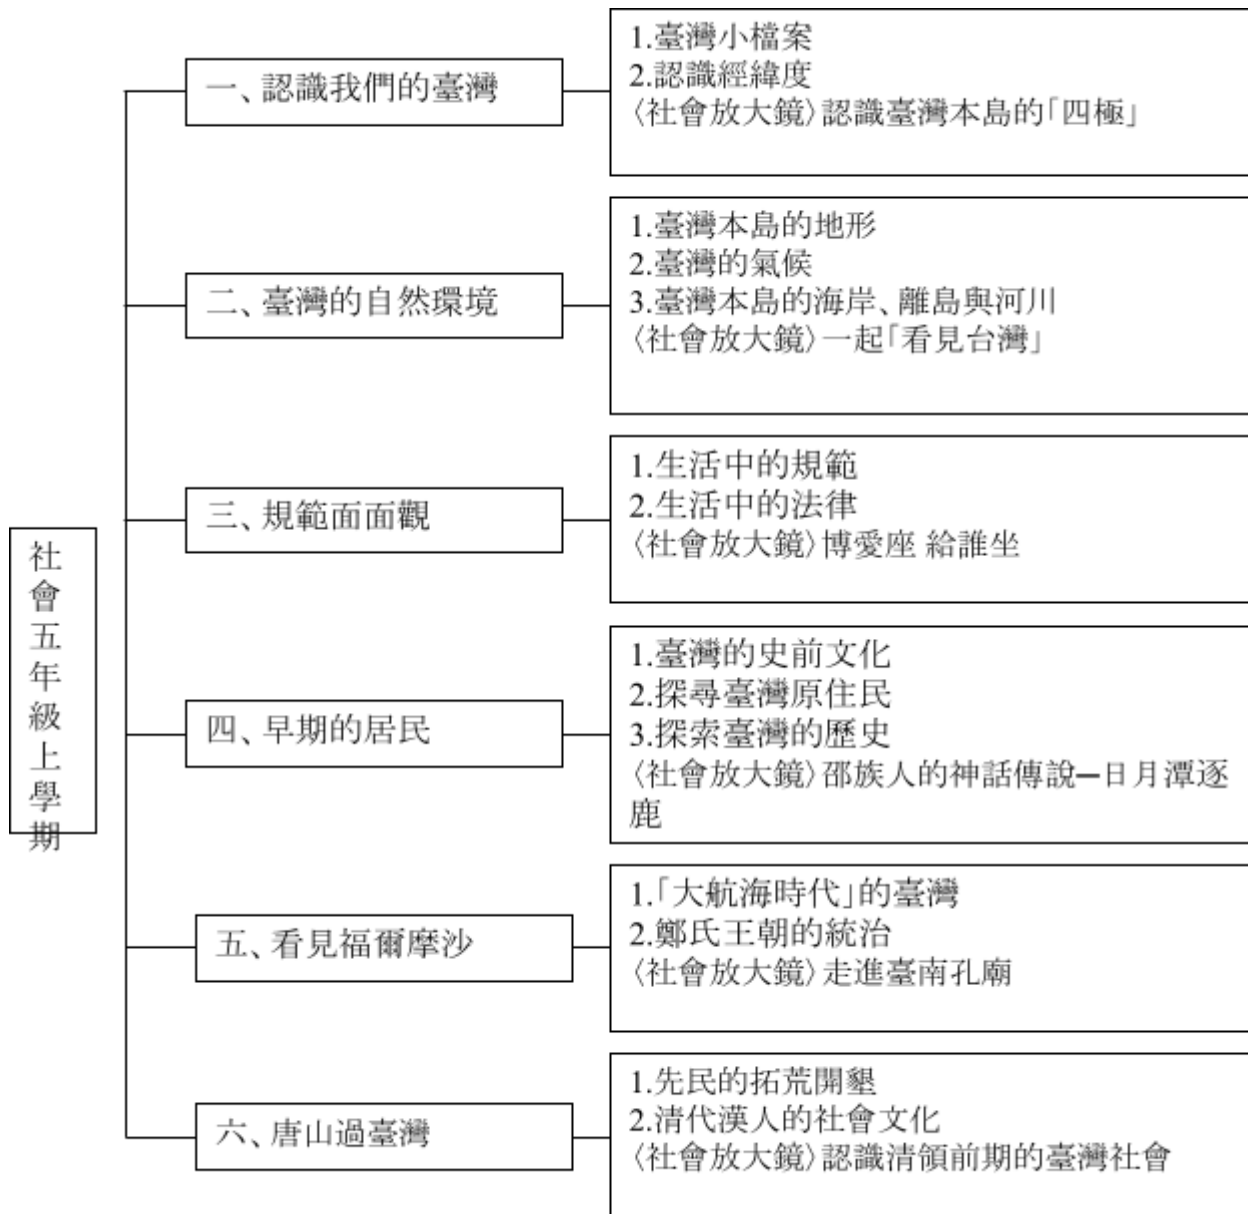 社會五年級上學期
一、認識我們的臺灣
1.臺灣小檔案
2.認識經緯度
〈社會放大鏡〉認識臺灣本島的「四極」
二、臺灣的自然環境
1.臺灣本島的地形
2.臺灣的氣候
3.臺灣本島的海岸、離島與河川
〈社會放大鏡〉一起「看見台灣」
三、規範面面觀
1.生活中的規範
2.生活中的法律
〈社會放大鏡〉博愛座 給誰坐
四、早期的居民
1.臺灣的史前文化
2.探尋臺灣原住民
3.探索臺灣的歷史
〈社會放大鏡〉邵族人的神話傳說—日月潭逐
鹿
五、看見福爾摩沙
1.「大航海時代」的臺灣
2.鄭氏王朝的統治
〈社會放大鏡〉走進臺南孔廟
六、唐山過臺灣
1.先民的拓荒開墾
2.清代漢人的社會文化
〈社會放大鏡〉認識清領前期的臺灣社會